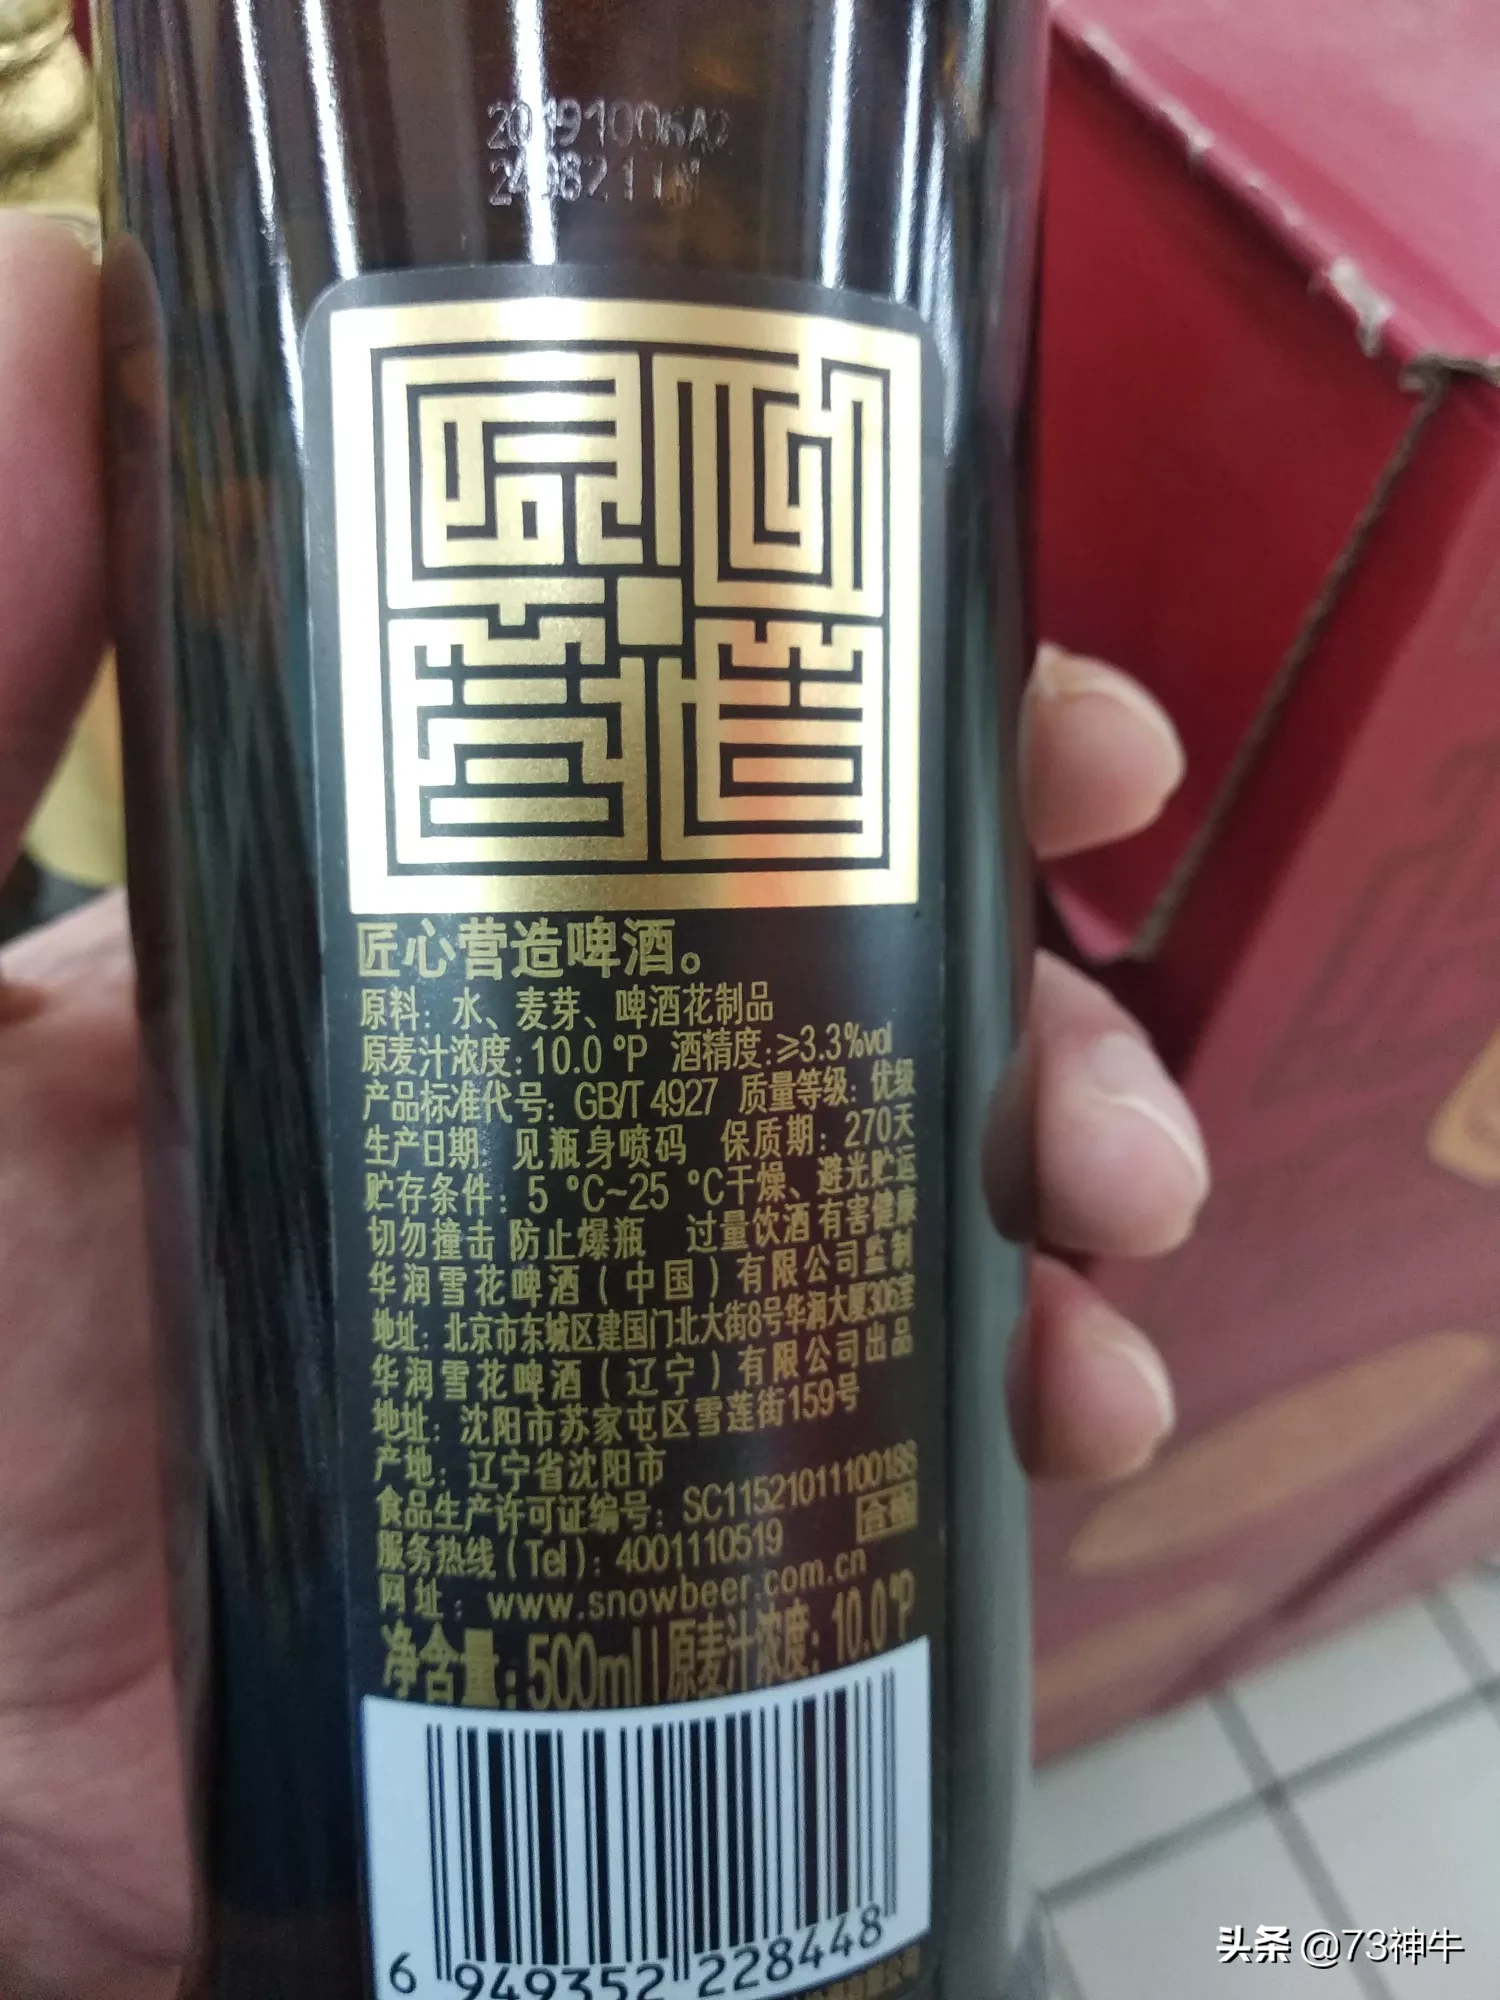 20191006A2
匠心营造
匠心营造啤酒。
原料：水、麦芽、啤酒花制品
原麦汁浓度：10.0 °P 酒精度：≥3.3%vol
产品标准代号：GB/T 4927 质量等级：优级
生产日期 见瓶身喷码 保质期：270天
贮存条件：5 °C~25 °C干燥、避光贮运
切勿撞击 防止爆瓶 过量饮酒 有害健康
华润雪花啤酒（中国）有限公司监制
地址：北京市东城区建国门北大街8号华润大厦306室
华润雪花啤酒（辽宁）有限公司出品
地址：沈阳市苏家屯区雪莲街159号
产地：辽宁省沈阳市
食品生产许可证编号：SC11521011100188
合格
服务热线（Tel）：4001110519
网址：www.snowbeer.com.cn
净含量：500ml | 原麦汁浓度：10.0 °P
6 949352 228448
头条 @73神牛